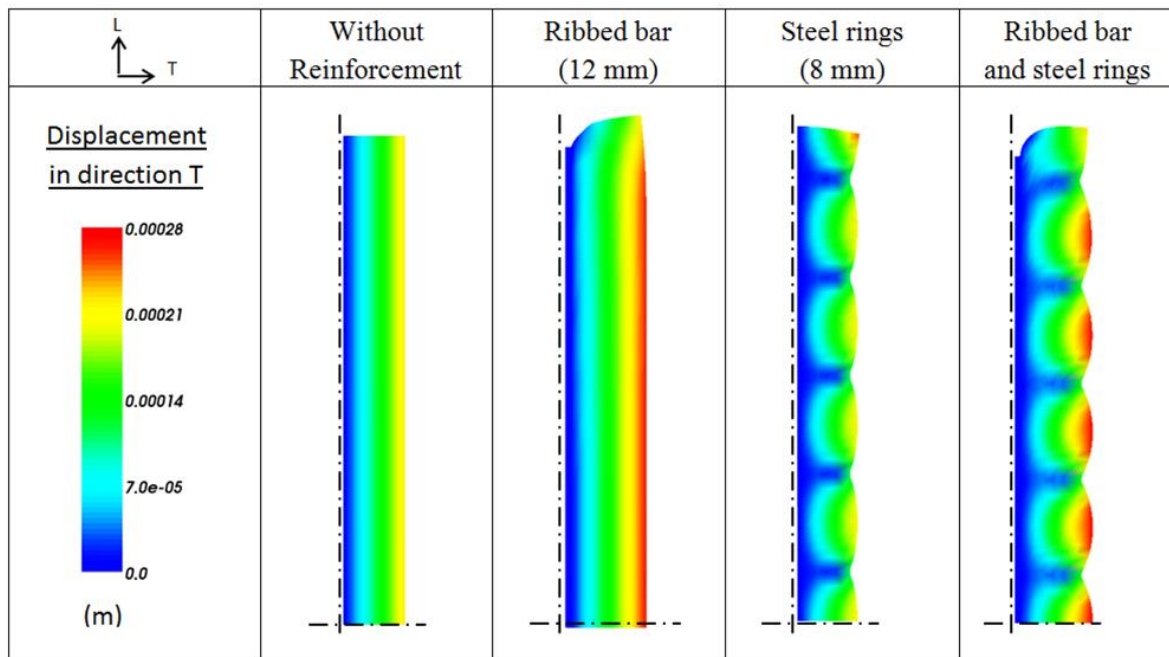 L
T
Without
Reinforcement
Ribbed bar
(12 mm)
Steel rings
(8 mm)
Ribbed bar
and steel rings
Displacement
in direction T
0.00028
0.00021
0.00014
7.0e-05
0.0
(m)